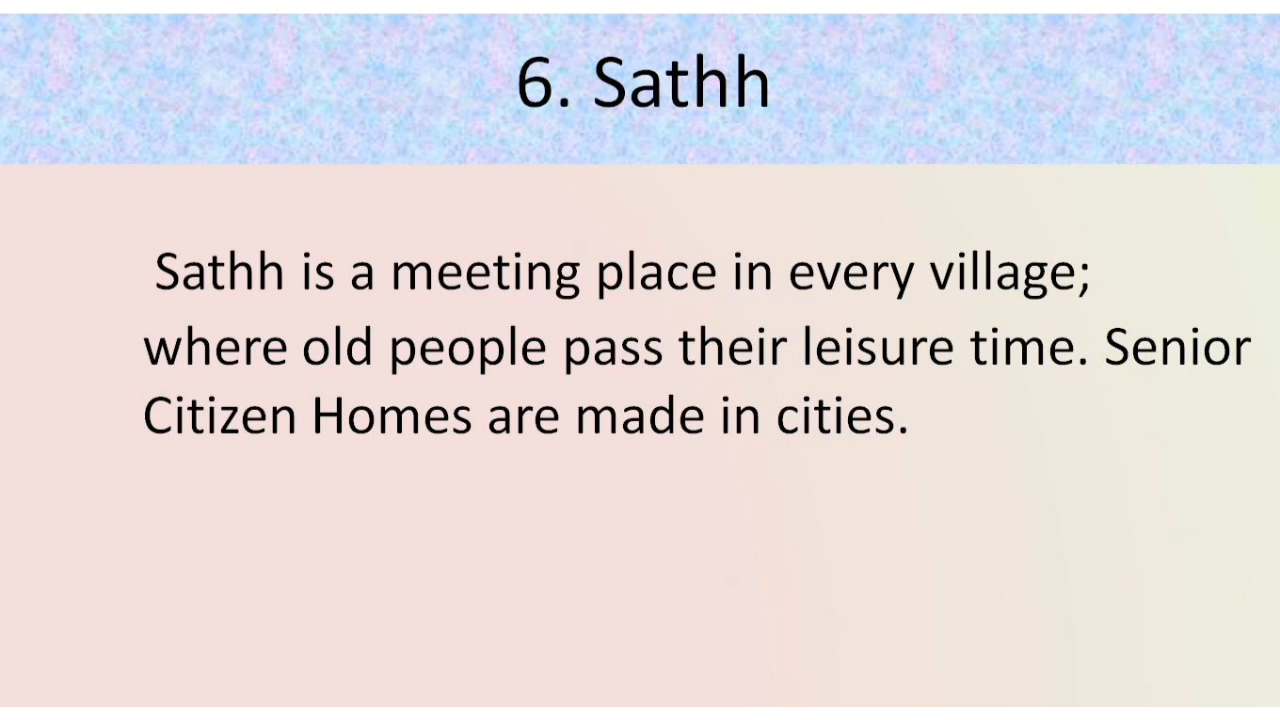 6. Sathh
Sathh is a meeting place in every village;
where old people pass their leisure time. Senior
Citizen Homes are made in cities.